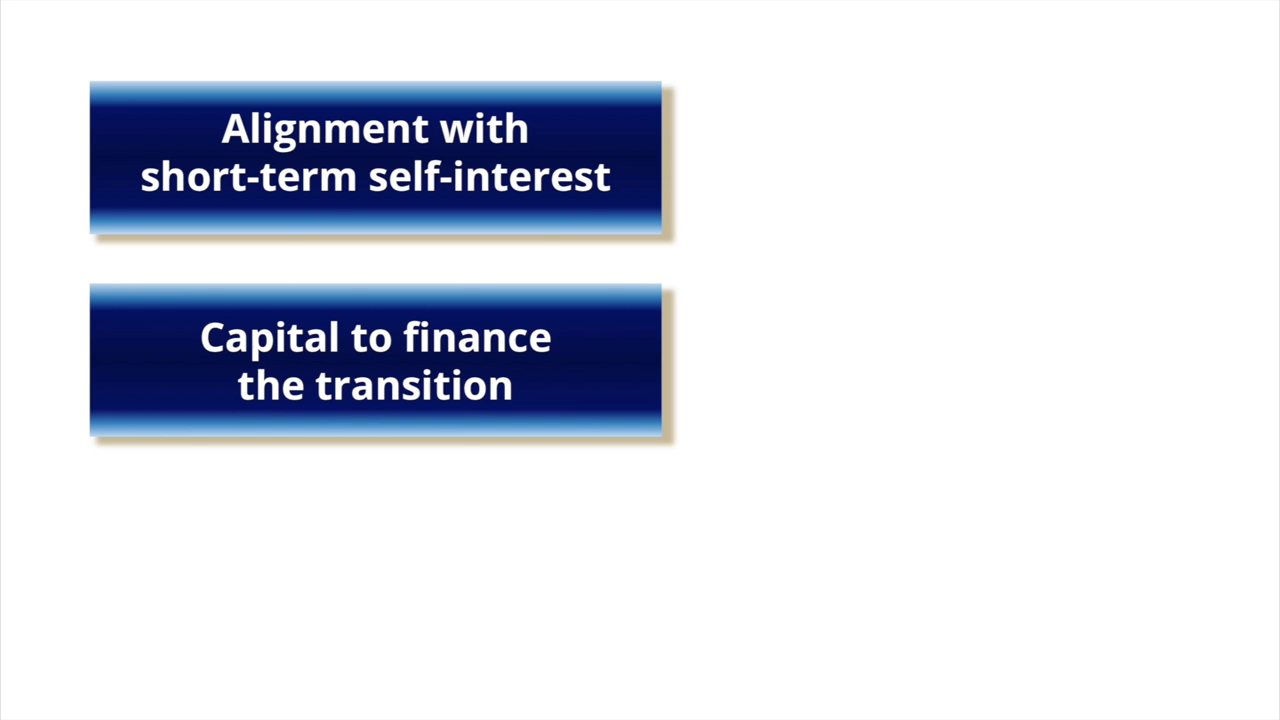 Alignment with
short-term self-interest
Capital to finance
the transition